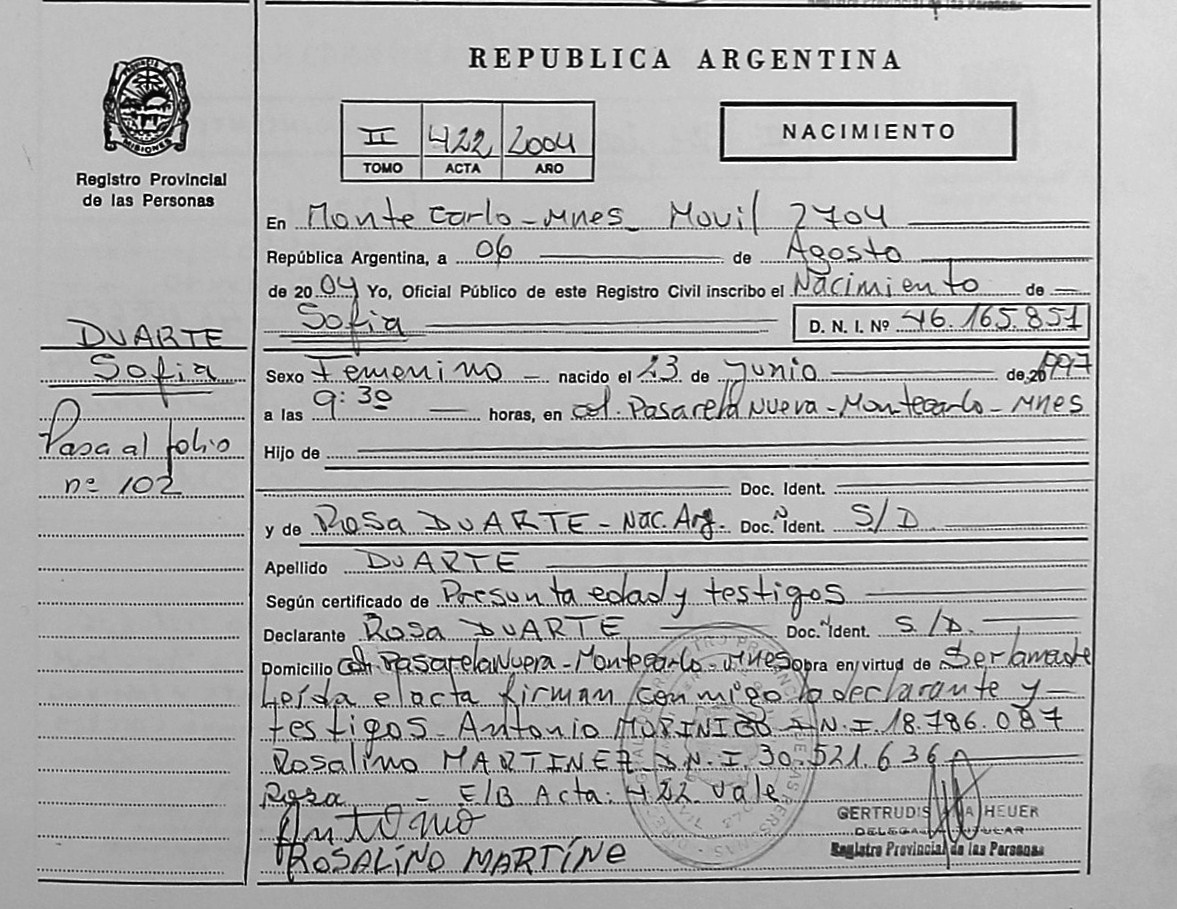 REPUBLICA ARGENTINA
MISIONES
Registro Provincial
de las Personas
II 422 2004
TOMO ACTA AÑO
NACIMIENTO
En Monte Carlo - Mnes - Movil 2704
República Argentina, a 06 de Agosto
de 2004 Yo, Oficial Público de este Registro Civil inscribo el Nacimiento de
Sofia D. N. I. Nº 46.165.851
DUARTE
Sofia
Pasa al folio
nº 102
Sexo Femenino nacido el 23 de Junio de 1997
a las 9:30 horas, en col. Pasarela Nueva - Montecarlo - Mnes
Hijo de
Doc. Ident.
y de Rosa DUARTE - Nac. Arg. Doc. Ident. S/D
Apellido DUARTE
Según certificado de Presunta edad y testigos
Declarante Rosa DUARTE Doc. Ident. S/D.
Domicilio col. Pasarela Nueva - Montecarlo - Mnes Obra en virtud de Ser la madre
Leída el acta firman conmigo la declarante y
testigos - Antonio MORINIGO D.N.I. 18.786.087
Rosalino MARTINEZ D.N.I. 30.521.636
Rosa - E/B Acta: 422 Vale
Antonio
ROSALINO MARTÍNE
GERTRUDIS HEUER
DELEGADA TITULAR
Registro Provincial de las Personas